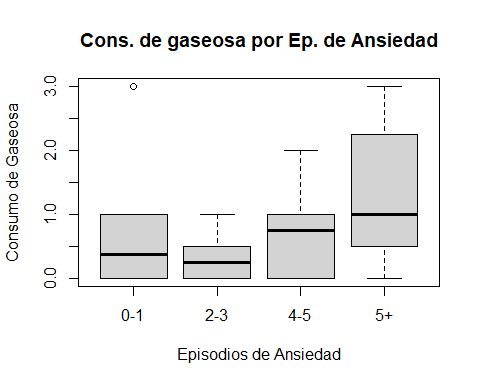 Cons. de gaseosa por Ep. de Ansiedad
Consumo de Gaseosa
3.0
2.0
1.0
0.0
0-1 2-3 4-5 5+
Episodios de Ansiedad